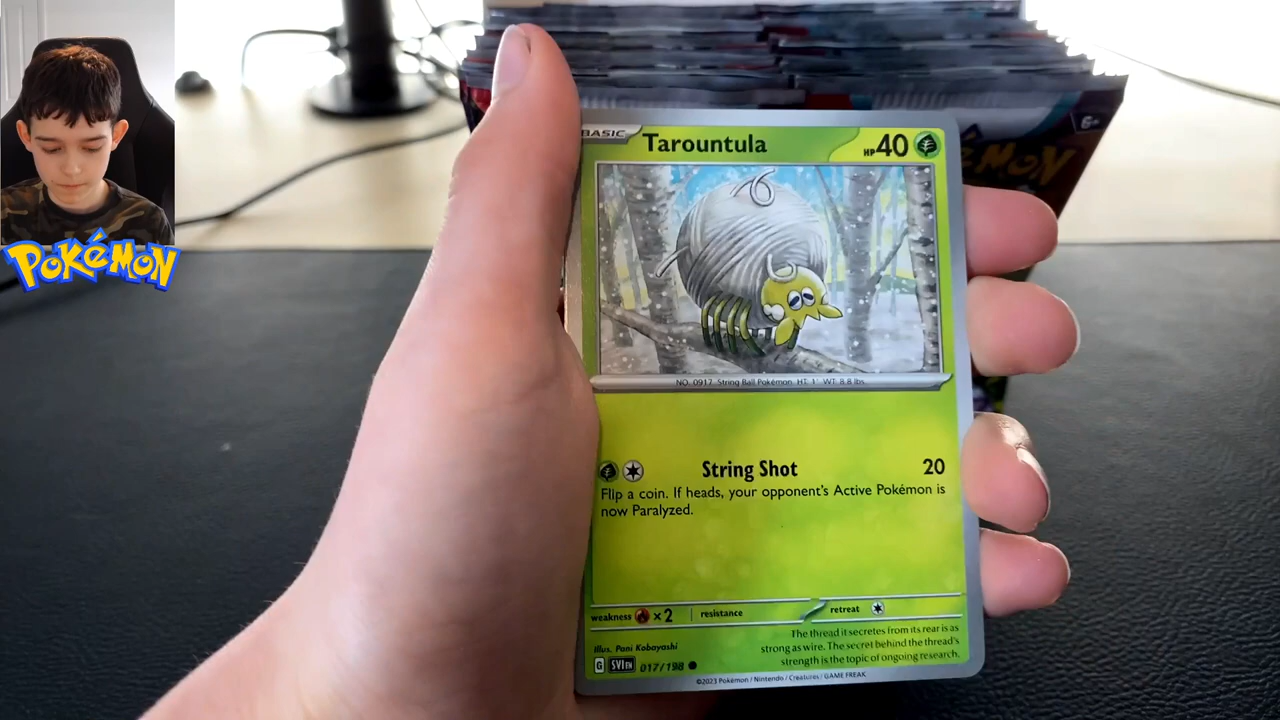 POKéMON
6+
POKéMON
BASIC Tarountula HP40
NO. 0917 String Ball Pokémon HT: 1' WT: 8.8 lbs.
String Shot 20
Flip a coin. If heads, your opponent's Active Pokémon is
now Paralyzed.
weakness ×2 resistance retreat
The thread it secretes from its rear is as
strong as wire. The secret behind the thread's
strength is the topic of ongoing research.
Illus. Pani Kobayashi
G SVI EN 017/198
©2023 Pokémon / Nintendo / Creatures / GAME FREAK